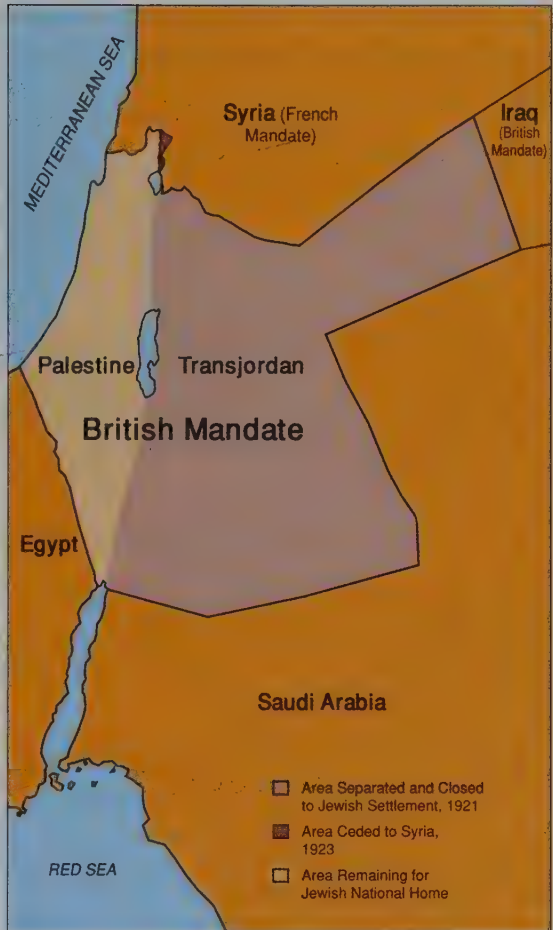 MEDITERRANEAN SEA
Syria (French
Mandate)
Iraq
(British
Mandate)
Palestine
Transjordan
British Mandate
Egypt
Saudi Arabia
Area Separated and Closed
to Jewish Settlement, 1921
Area Ceded to Syria,
1923
Area Remaining for
Jewish National Home
RED SEA